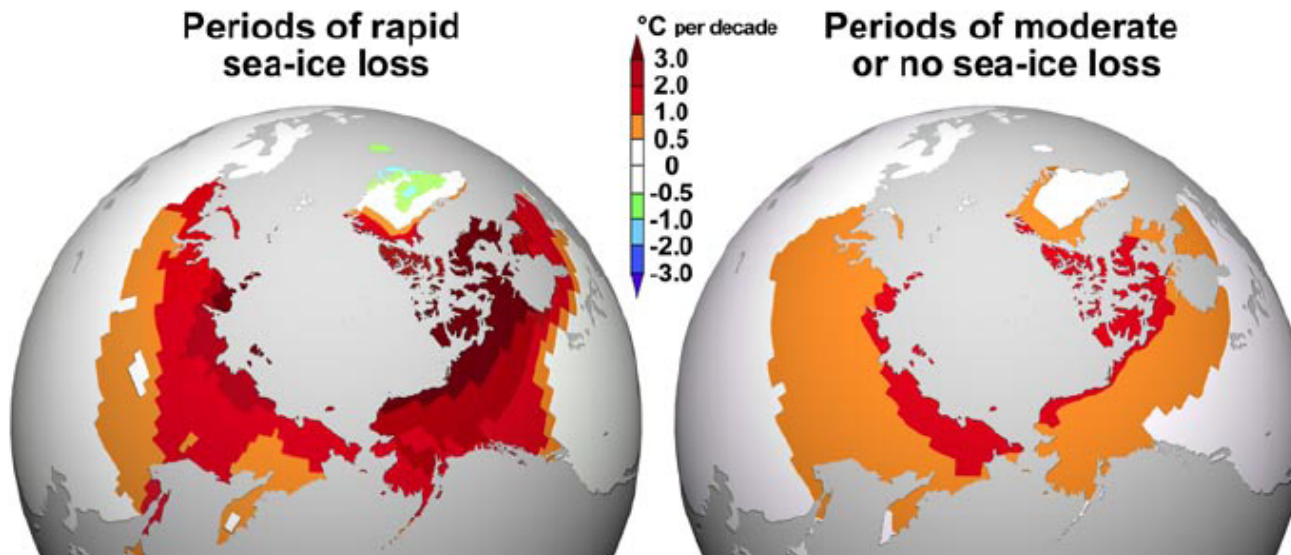 Periods of rapid
sea-ice loss
°C per decade
3.0
2.0
1.0
0.5
0
-0.5
-1.0
-2.0
-3.0
Periods of moderate
or no sea-ice loss